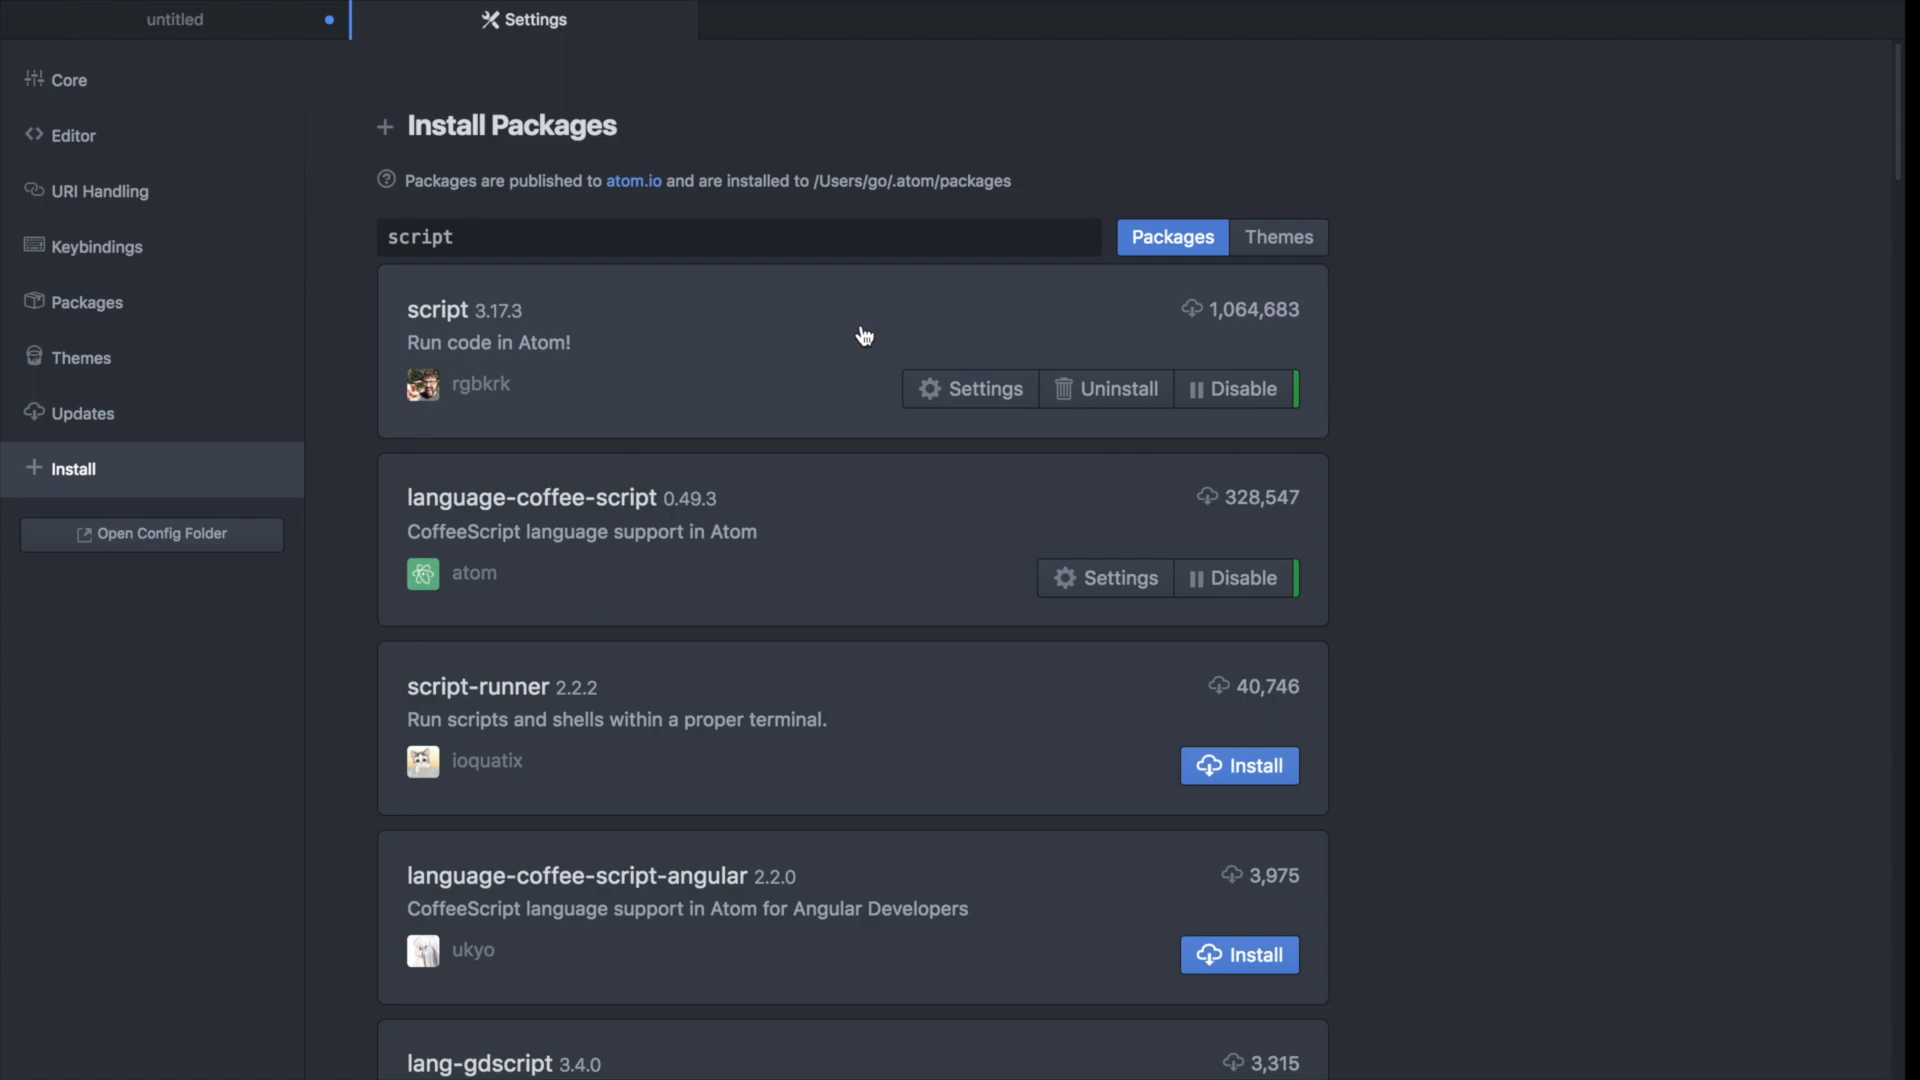 untitled
Settings
Core
Editor
URI Handling
Keybindings
Packages
Themes
Updates
Install
Open Config Folder
Install Packages
Packages are published to atom.io and are installed to /Users/go/.atom/packages
script
Packages
Themes
script 3.17.3
1,064,683
Run code in Atom!
rgbkrk
Settings
Uninstall
Disable
language-coffee-script 0.49.3
328,547
CoffeeScript language support in Atom
atom
Settings
Disable
script-runner 2.2.2
40,746
Run scripts and shells within a proper terminal.
ioquatix
Install
language-coffee-script-angular 2.2.0
3,975
CoffeeScript language support in Atom for Angular Developers
ukyo
Install
lang-gdscript 3.4.0
3,315